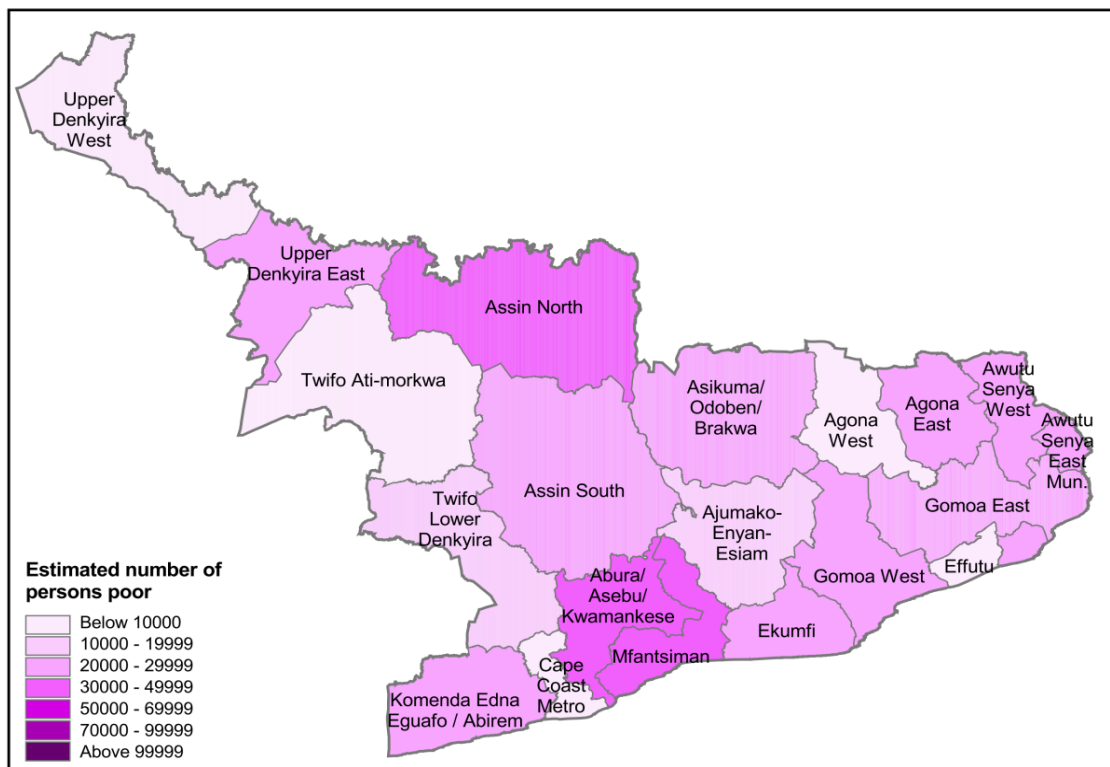 Upper
Denkyira
West
Upper
Denkyira East
Assin North
Twifo Ati-morkwa
Asikuma/
Odoben/
Brakwa
Agona
West
Agona
East
Awutu
Senya
West
Awutu
Senya
East
Mun.
Assin South
Twifo
Lower
Denkyira
Ajumako-
Enyan-
Esiam
Gomoa East
Effutu
Gomoa West
Abura/
Asebu/
Kwamankese
Ekumfi
Mfantsiman
Cape
Coast
Metro
Komenda Edna
Eguafo / Abirem
Estimated number of
persons poor
Below 10000
10000 - 19999
20000 - 29999
30000 - 49999
50000 - 69999
70000 - 99999
Above 99999